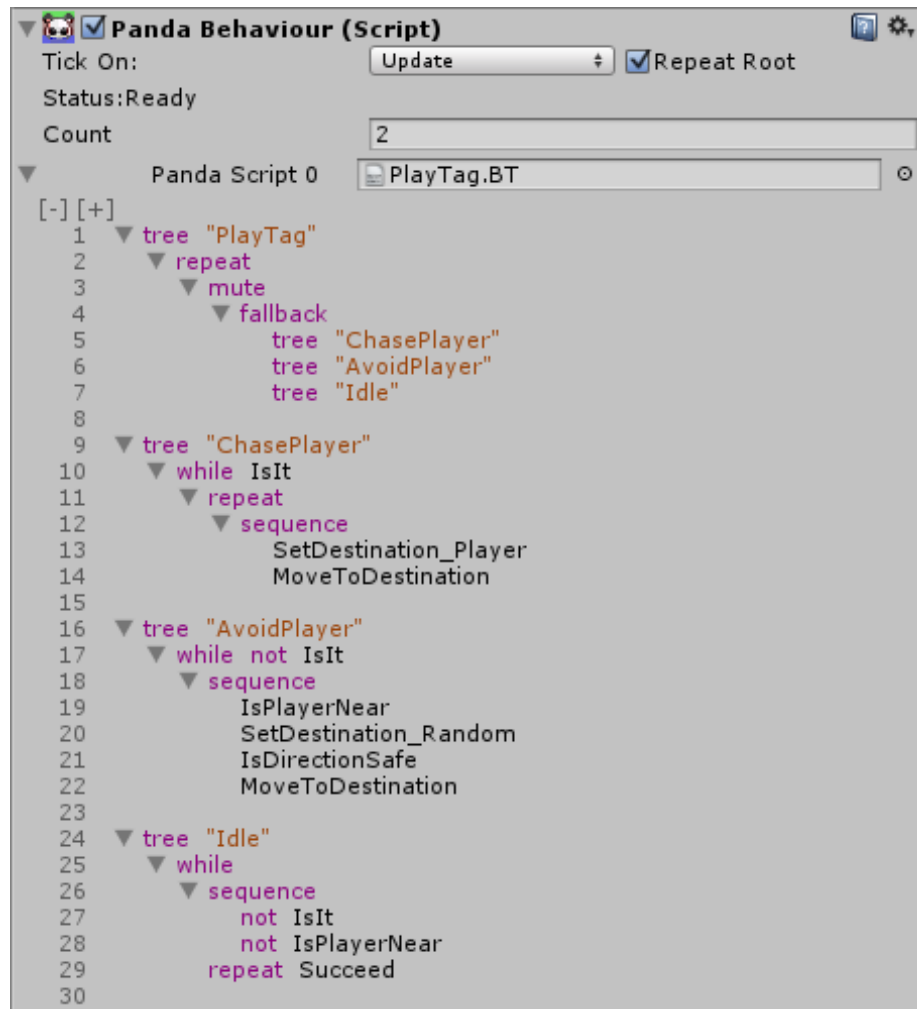 Panda Behaviour (Script)
Tick On: Update Repeat Root
Status:Ready
Count 2
Panda Script 0 PlayTag.BT
[-] [+]
1 tree "PlayTag"
2 repeat
3 mute
4 fallback
5 tree "ChasePlayer"
6 tree "AvoidPlayer"
7 tree "Idle"
8
9 tree "ChasePlayer"
10 while IsIt
11 repeat
12 sequence
13 SetDestination_Player
14 MoveToDestination
15
16 tree "AvoidPlayer"
17 while not IsIt
18 sequence
19 IsPlayerNear
20 SetDestination_Random
21 IsDirectionSafe
22 MoveToDestination
23
24 tree "Idle"
25 while
26 sequence
27 not IsIt
28 not IsPlayerNear
29 repeat Succeed
30